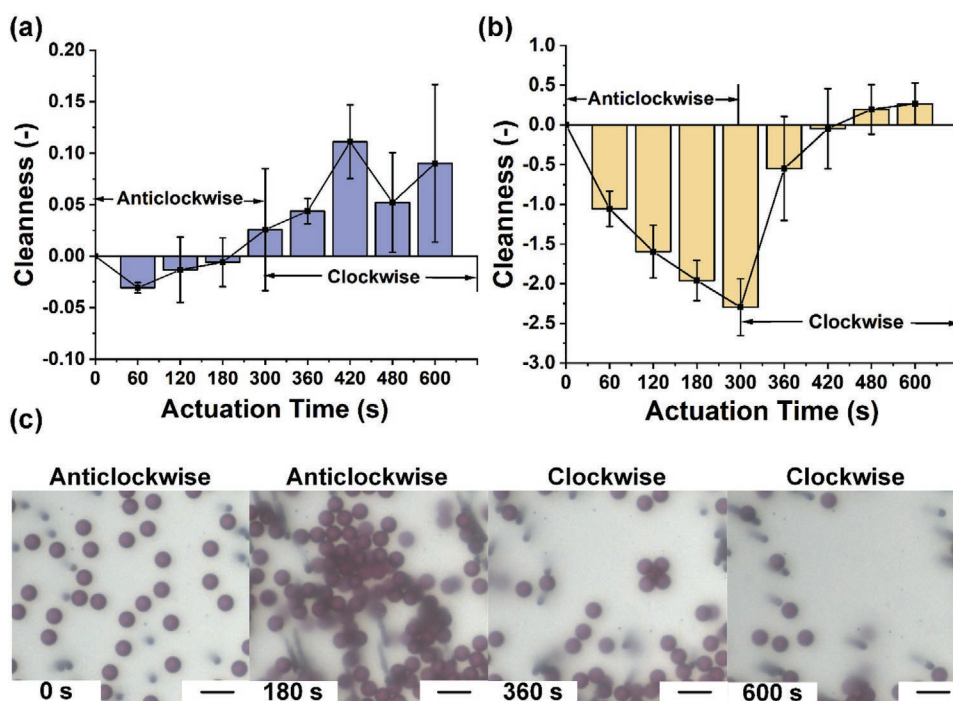 (a)
0.20
0.15
0.10
0.05
0.00
-0.05
-0.10
Cleanness (-)
Anticlockwise
Clockwise
0 60 120 180 300 360 420 480 600
Actuation Time (s)
(b)
1.0
0.5
0.0
-0.5
-1.0
-1.5
-2.0
-2.5
-3.0
Cleanness (-)
Anticlockwise
Clockwise
0 60 120 180 300 360 420 480 600
Actuation Time (s)
(c)
Anticlockwise Anticlockwise Clockwise Clockwise
0 s 180 s 360 s 600 s